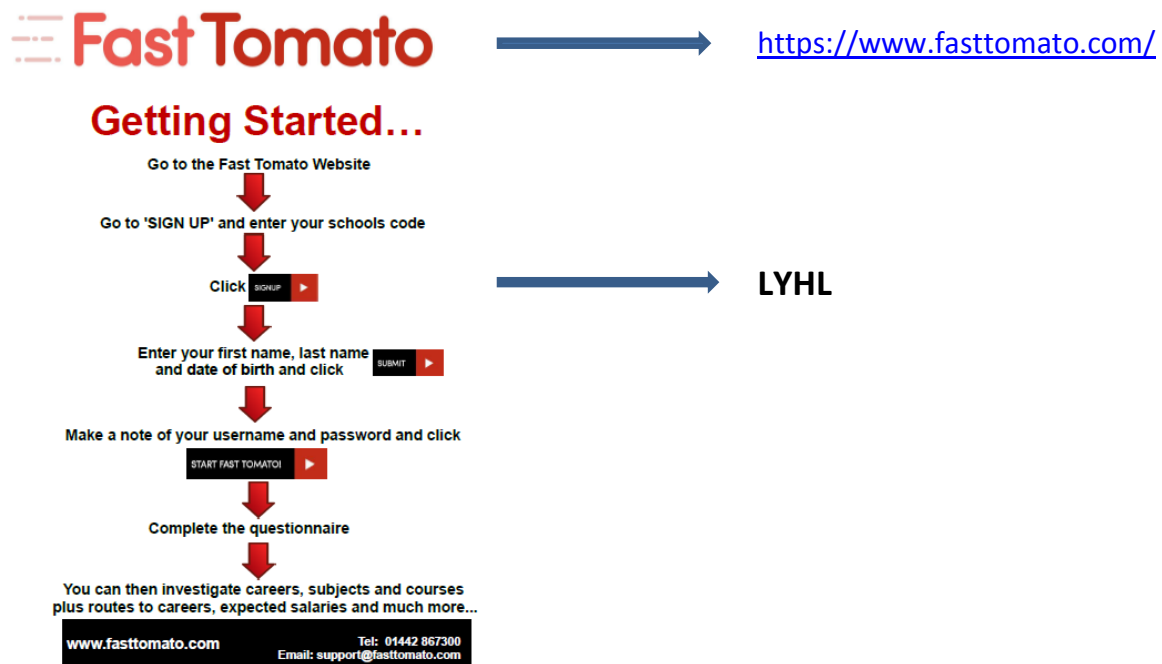 Fast Tomato
https://www.fasttomato.com/
Getting Started...
Go to the Fast Tomato Website
Go to 'SIGN UP' and enter your schools code
Click SIGNUP
LYHL
Enter your first name, last name
and date of birth and click SUBMIT
Make a note of your username and password and click
START FAST TOMATO!
Complete the questionnaire
You can then investigate careers, subjects and courses
plus routes to careers, expected salaries and much more...
www.fasttomato.com Tel: 01442 867300
Email: support@fasttomato.com